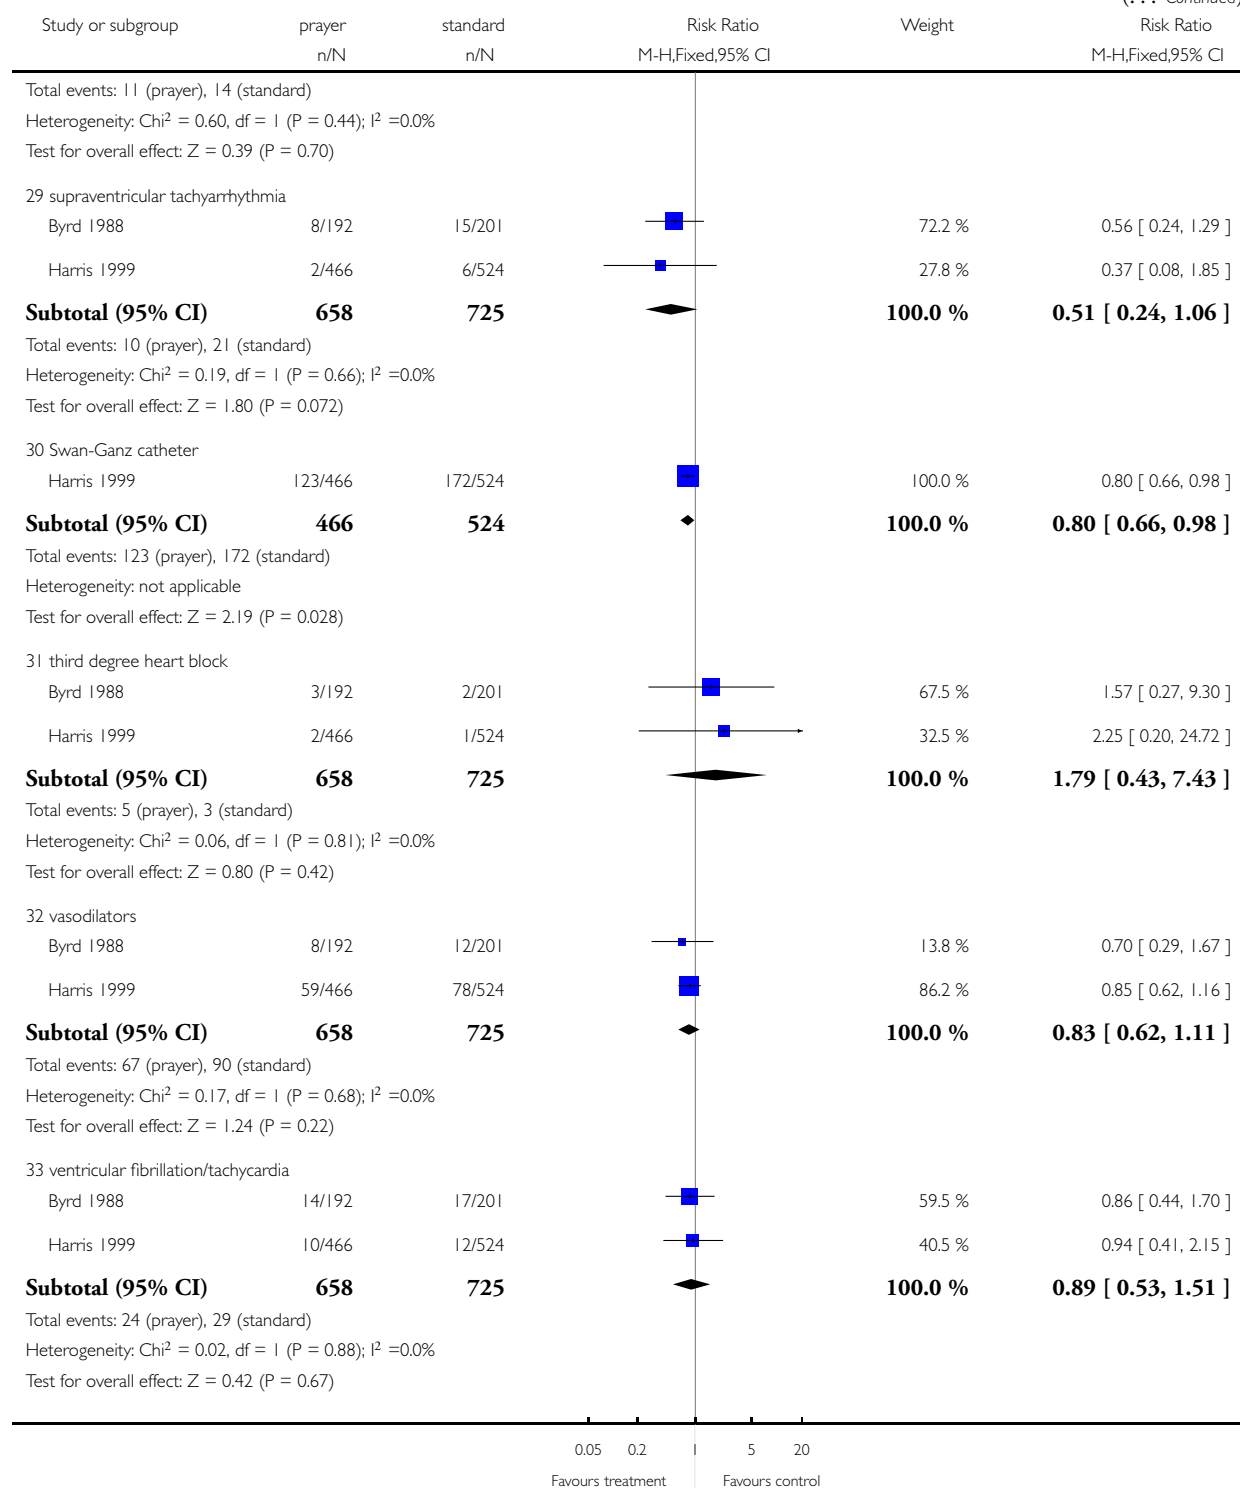 (. . . Continued)
Study or subgroup prayer standard Risk Ratio Weight Risk Ratio
n/N n/N M-H,Fixed,95% CI M-H,Fixed,95% CI
Total events: 11 (prayer), 14 (standard)
Heterogeneity: Chi² = 0.60, df = 1 (P = 0.44); I² =0.0%
Test for overall effect: Z = 0.39 (P = 0.70)
29 supraventricular tachyarrhythmia
Byrd 1988 8/192 15/201 72.2 % 0.56 [ 0.24, 1.29 ]
Harris 1999 2/466 6/524 27.8 % 0.37 [ 0.08, 1.85 ]
Subtotal (95% CI) 658 725 100.0 % 0.51 [ 0.24, 1.06 ]
Total events: 10 (prayer), 21 (standard)
Heterogeneity: Chi² = 0.19, df = 1 (P = 0.66); I² =0.0%
Test for overall effect: Z = 1.80 (P = 0.072)
30 Swan-Ganz catheter
Harris 1999 123/466 172/524 100.0 % 0.80 [ 0.66, 0.98 ]
Subtotal (95% CI) 466 524 100.0 % 0.80 [ 0.66, 0.98 ]
Total events: 123 (prayer), 172 (standard)
Heterogeneity: not applicable
Test for overall effect: Z = 2.19 (P = 0.028)
31 third degree heart block
Byrd 1988 3/192 2/201 67.5 % 1.57 [ 0.27, 9.30 ]
Harris 1999 2/466 1/524 32.5 % 2.25 [ 0.20, 24.72 ]
Subtotal (95% CI) 658 725 100.0 % 1.79 [ 0.43, 7.43 ]
Total events: 5 (prayer), 3 (standard)
Heterogeneity: Chi² = 0.06, df = 1 (P = 0.81); I² =0.0%
Test for overall effect: Z = 0.80 (P = 0.42)
32 vasodilators
Byrd 1988 8/192 12/201 13.8 % 0.70 [ 0.29, 1.67 ]
Harris 1999 59/466 78/524 86.2 % 0.85 [ 0.62, 1.16 ]
Subtotal (95% CI) 658 725 100.0 % 0.83 [ 0.62, 1.11 ]
Total events: 67 (prayer), 90 (standard)
Heterogeneity: Chi² = 0.17, df = 1 (P = 0.68); I² =0.0%
Test for overall effect: Z = 1.24 (P = 0.22)
33 ventricular fibrillation/tachycardia
Byrd 1988 14/192 17/201 59.5 % 0.86 [ 0.44, 1.70 ]
Harris 1999 10/466 12/524 40.5 % 0.94 [ 0.41, 2.15 ]
Subtotal (95% CI) 658 725 100.0 % 0.89 [ 0.53, 1.51 ]
Total events: 24 (prayer), 29 (standard)
Heterogeneity: Chi² = 0.02, df = 1 (P = 0.88); I² =0.0%
Test for overall effect: Z = 0.42 (P = 0.67)
0.05 0.2 1 5 20
Favours treatment Favours control